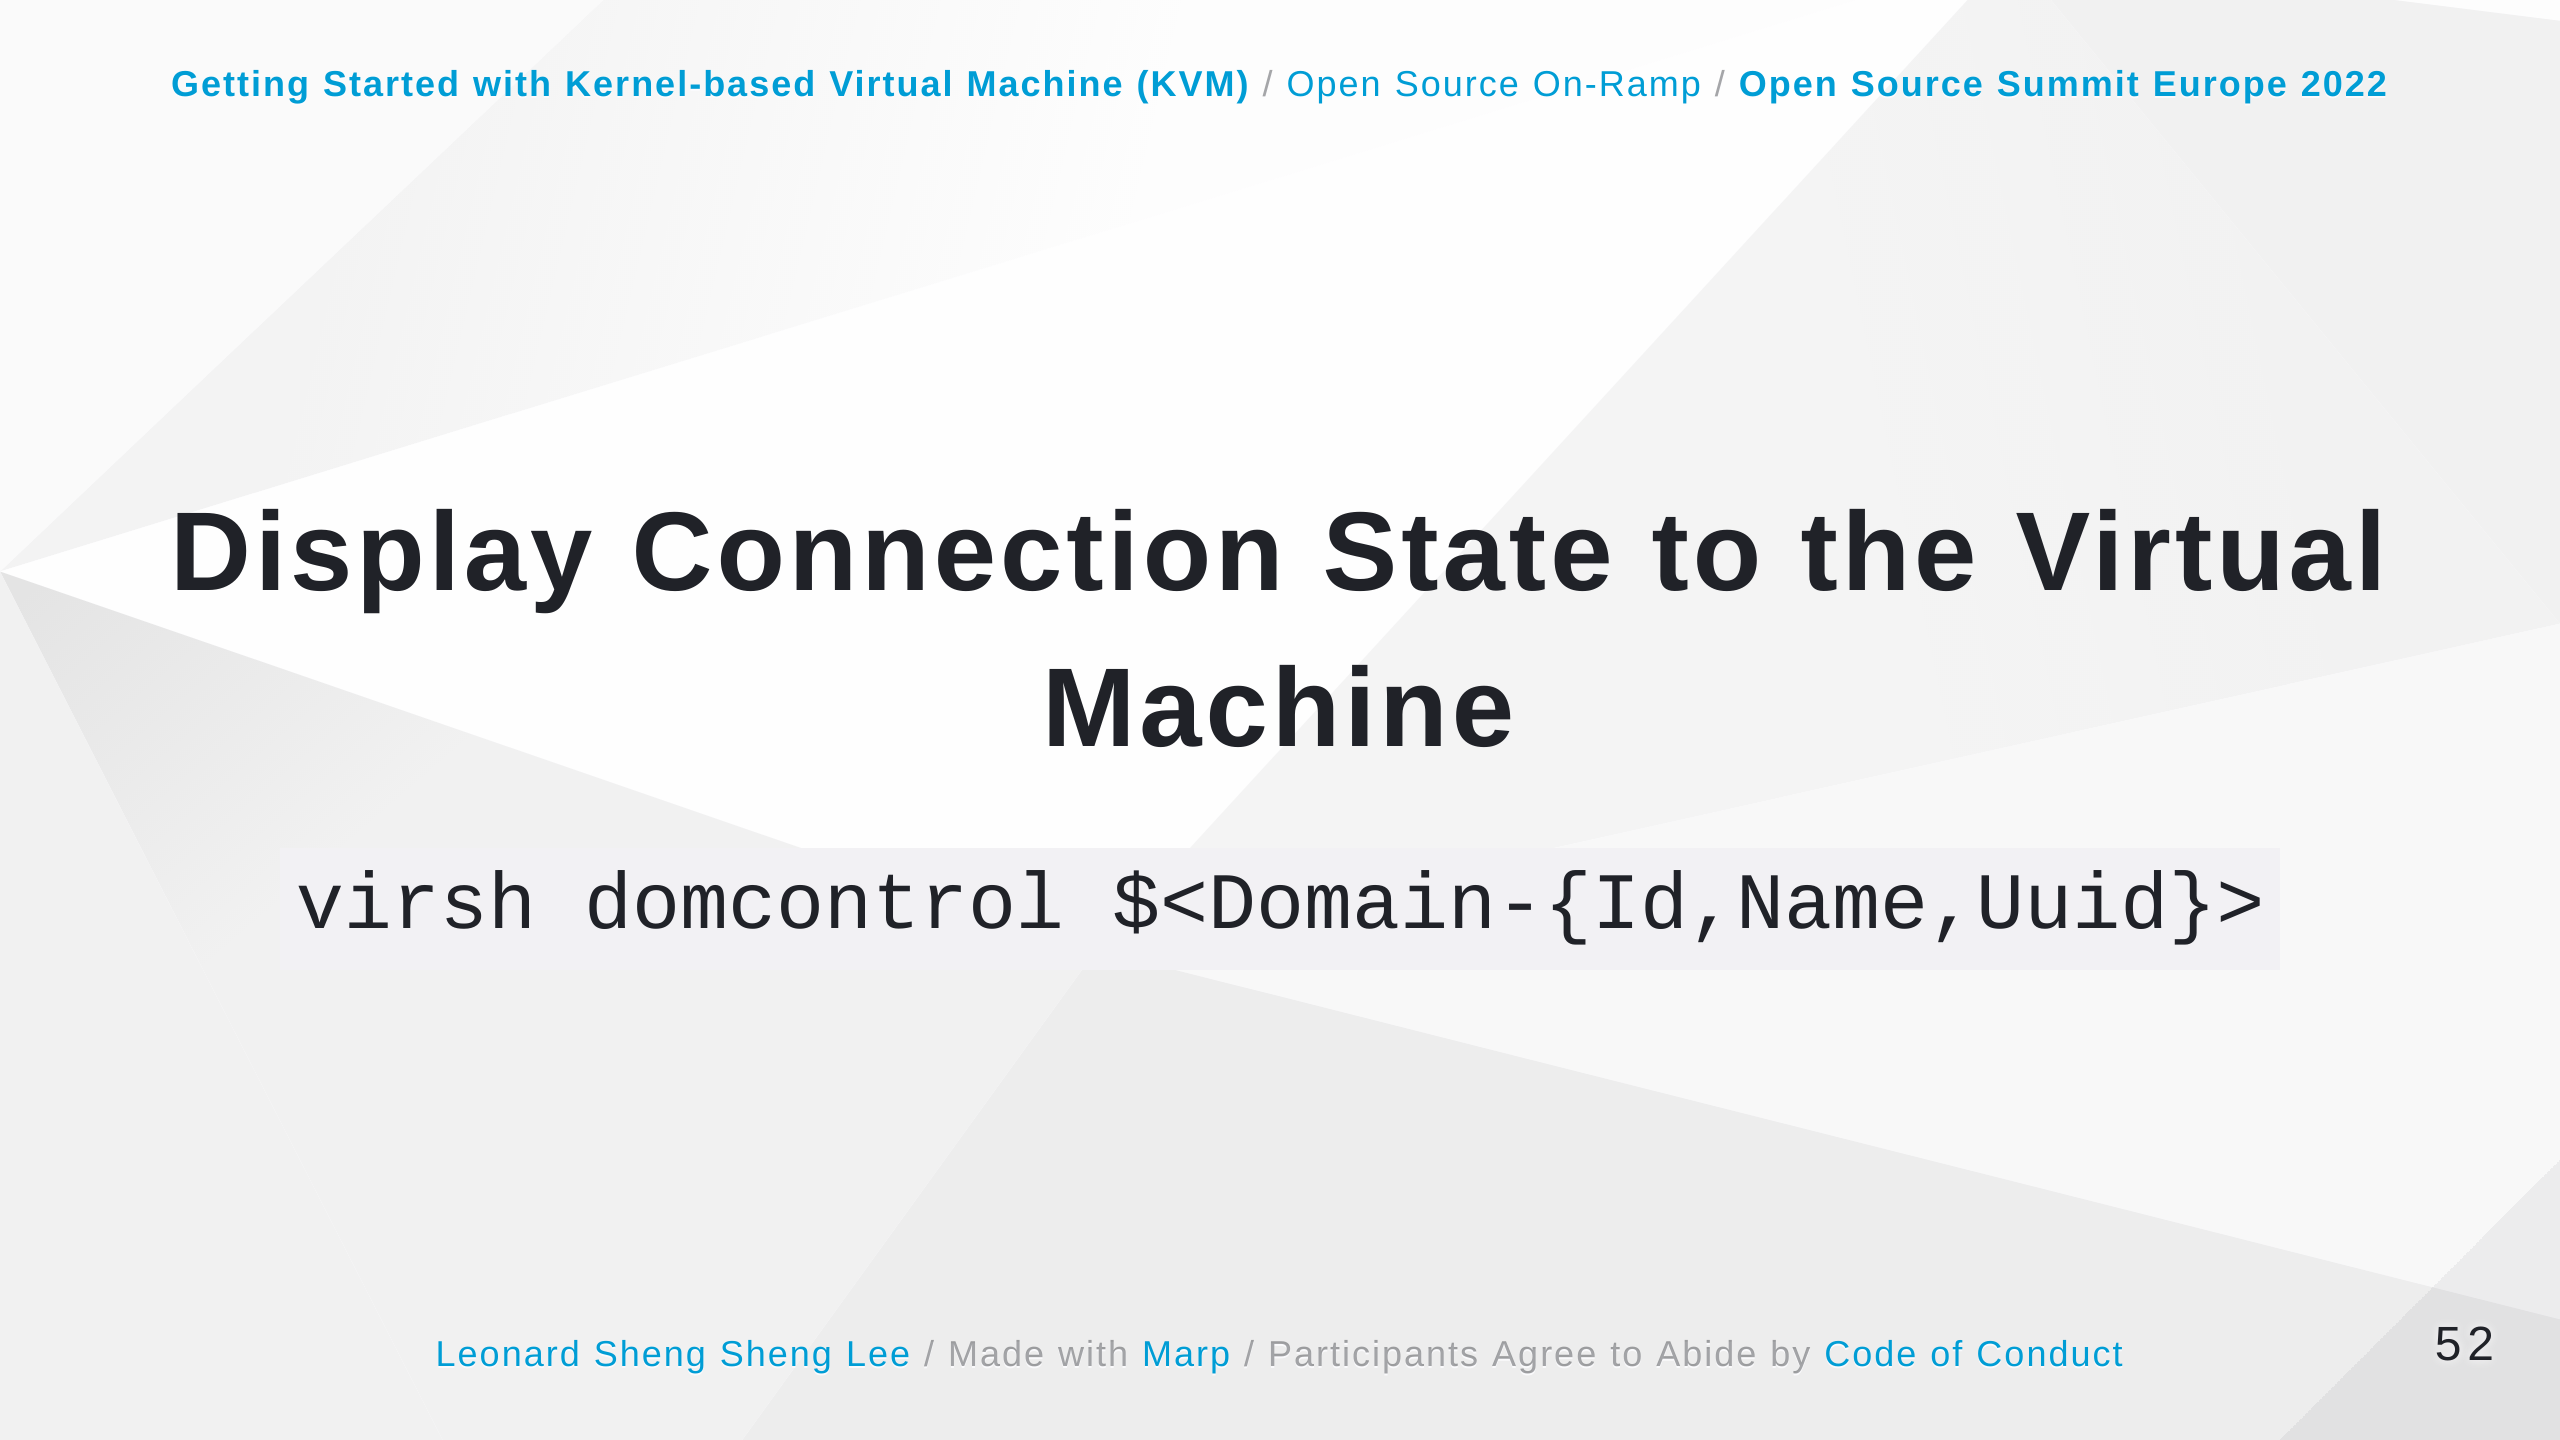 Getting Started with Kernel-based Virtual Machine (KVM) / Open Source On-Ramp / Open Source Summit Europe 2022
Display Connection State to the Virtual
Machine
virsh domcontrol $<Domain-{Id,Name,Uuid}>
Leonard Sheng Sheng Lee / Made with Marp / Participants Agree to Abide by Code of Conduct
52